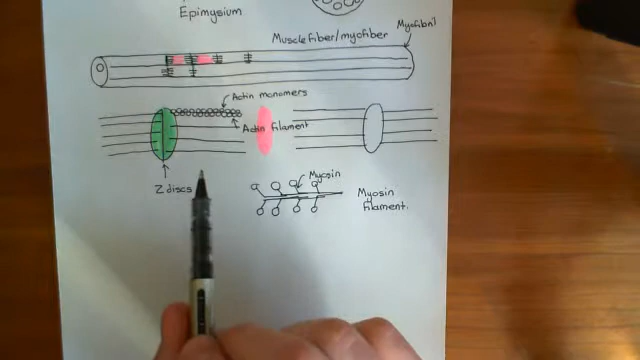 Epimysium
Muscle fiber/myofiber
Myofibril
Actin monomers
Actin filament
Z discs
Myosin
Myosin
Filament.